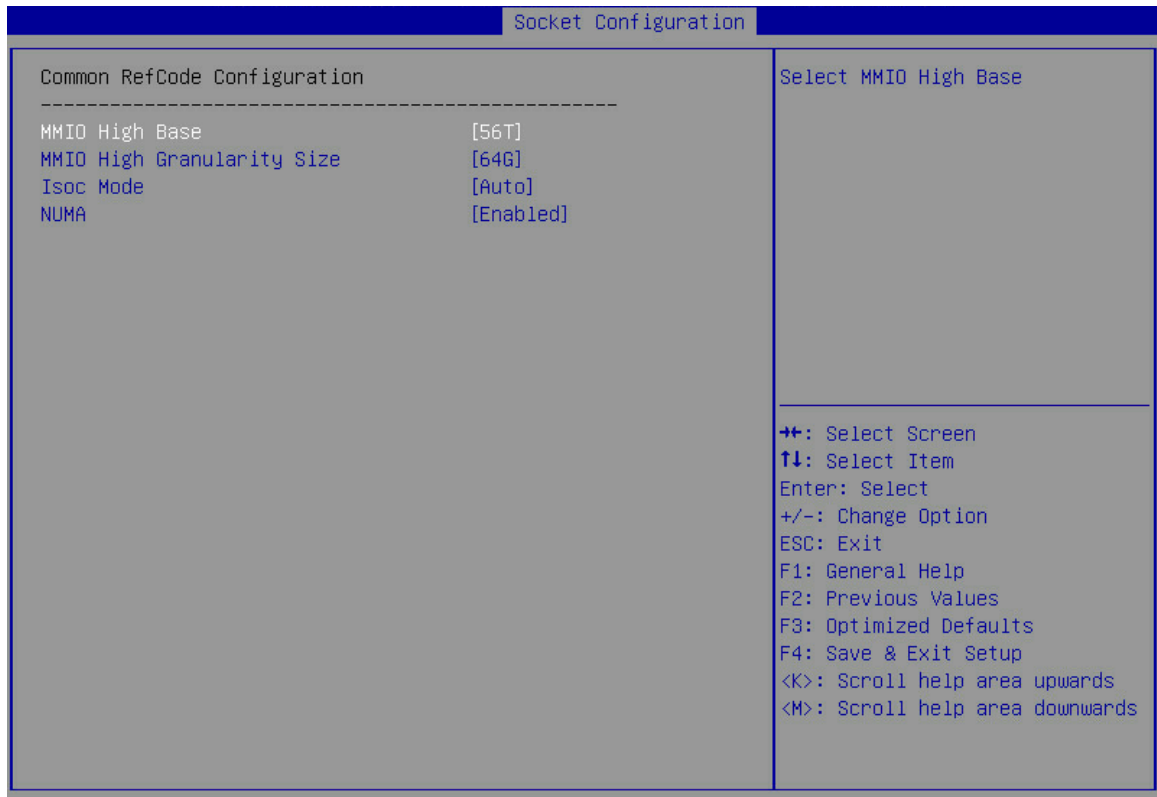 Socket Configuration
Common RefCode Configuration
--------------------------------------------------
MMIO High Base [56T]
MMIO High Granularity Size [64G]
Isoc Mode [Auto]
NUMA [Enabled]
Select MMIO High Base
→←: Select Screen
↑↓: Select Item
Enter: Select
+/-: Change Option
ESC: Exit
F1: General Help
F2: Previous Values
F3: Optimized Defaults
F4: Save & Exit Setup
<K>: Scroll help area upwards
<M>: Scroll help area downwards